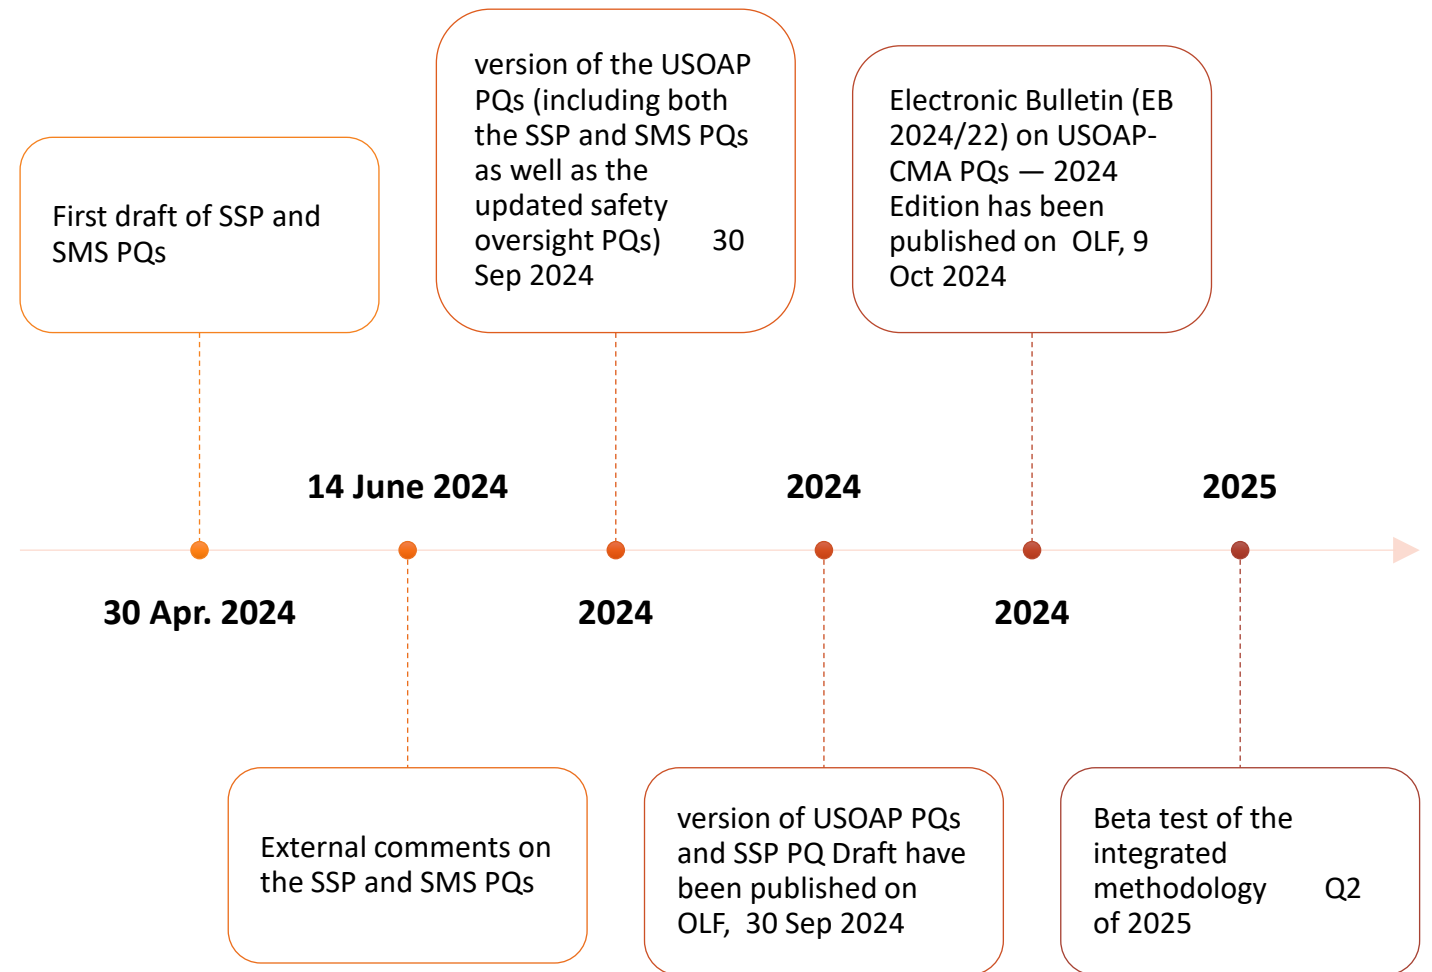 First draft of SSP and
SMS PQs
version of the USOAP
PQs (including both
the SSP and SMS PQs
as well as the
updated safety
oversight PQs) 30
Sep 2024
Electronic Bulletin (EB
2024/22) on USOAP-
CMA PQs — 2024
Edition has been
published on OLF, 9
Oct 2024
14 June 2024
2024
2025
30 Apr. 2024
2024
2024
External comments on
the SSP and SMS PQs
version of USOAP PQs
and SSP PQ Draft have
been published on
OLF, 30 Sep 2024
Beta test of the
integrated
methodology Q2
of 2025